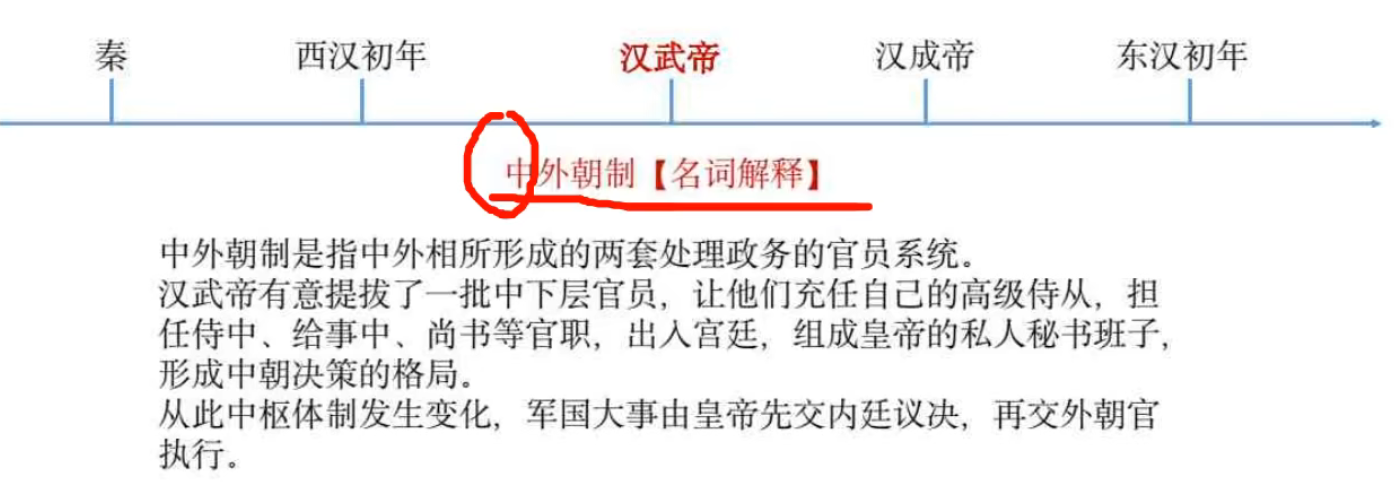 秦 西汉初年 汉武帝 汉成帝 东汉初年
中外朝制【名词解释】
中外朝制是指中外相所形成的两套处理政务的官员系统。
汉武帝有意提拔了一批中下层官员，让他们充任自己的高级侍从，担
任侍中、给事中、尚书等官职，出入宫廷，组成皇帝的私人秘书班子，
形成中朝决策的格局。
从此中枢体制发生变化，军国大事由皇帝先交内廷议决，再交外朝官
执行。